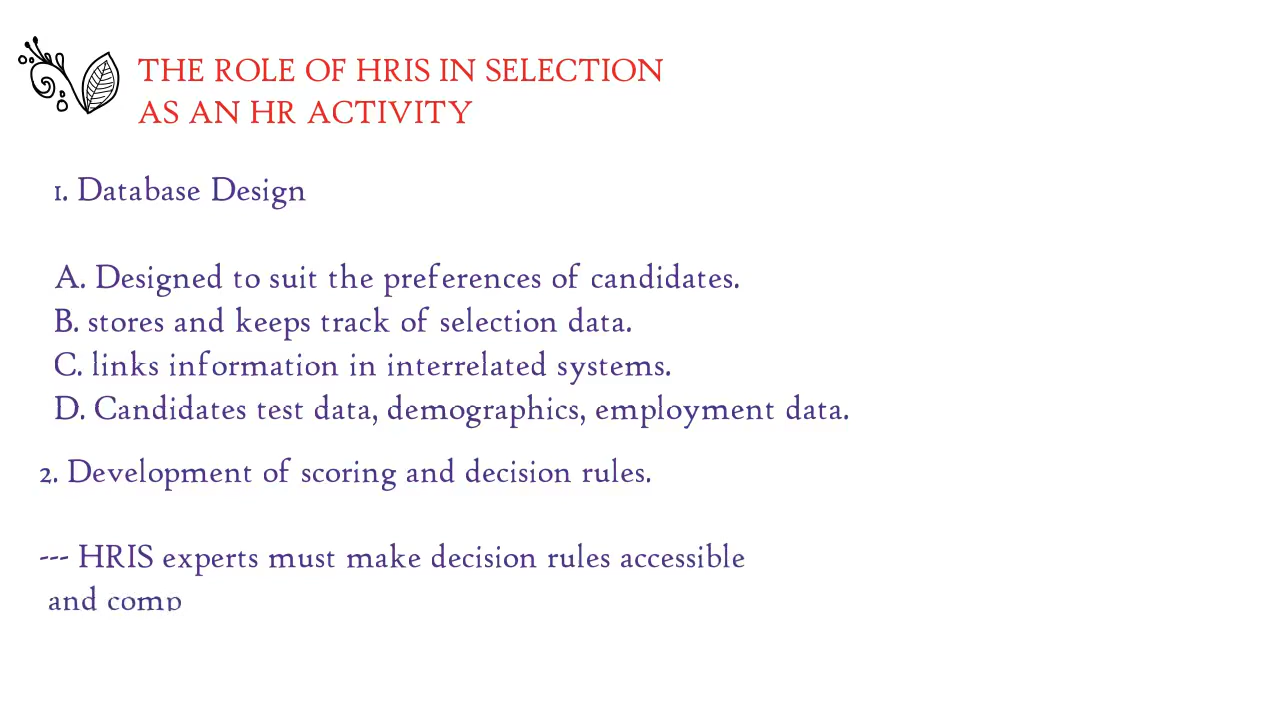 THE ROLE OF HRIS IN SELECTION
AS AN HR ACTIVITY
1. Database Design
A. Designed to suit the preferences of candidates.
B. stores and keeps track of selection data.
C. links information in interrelated systems.
D. Candidates test data, demographics, employment data.
2. Development of scoring and decision rules.
--- HRIS experts must make decision rules accessible
and comp